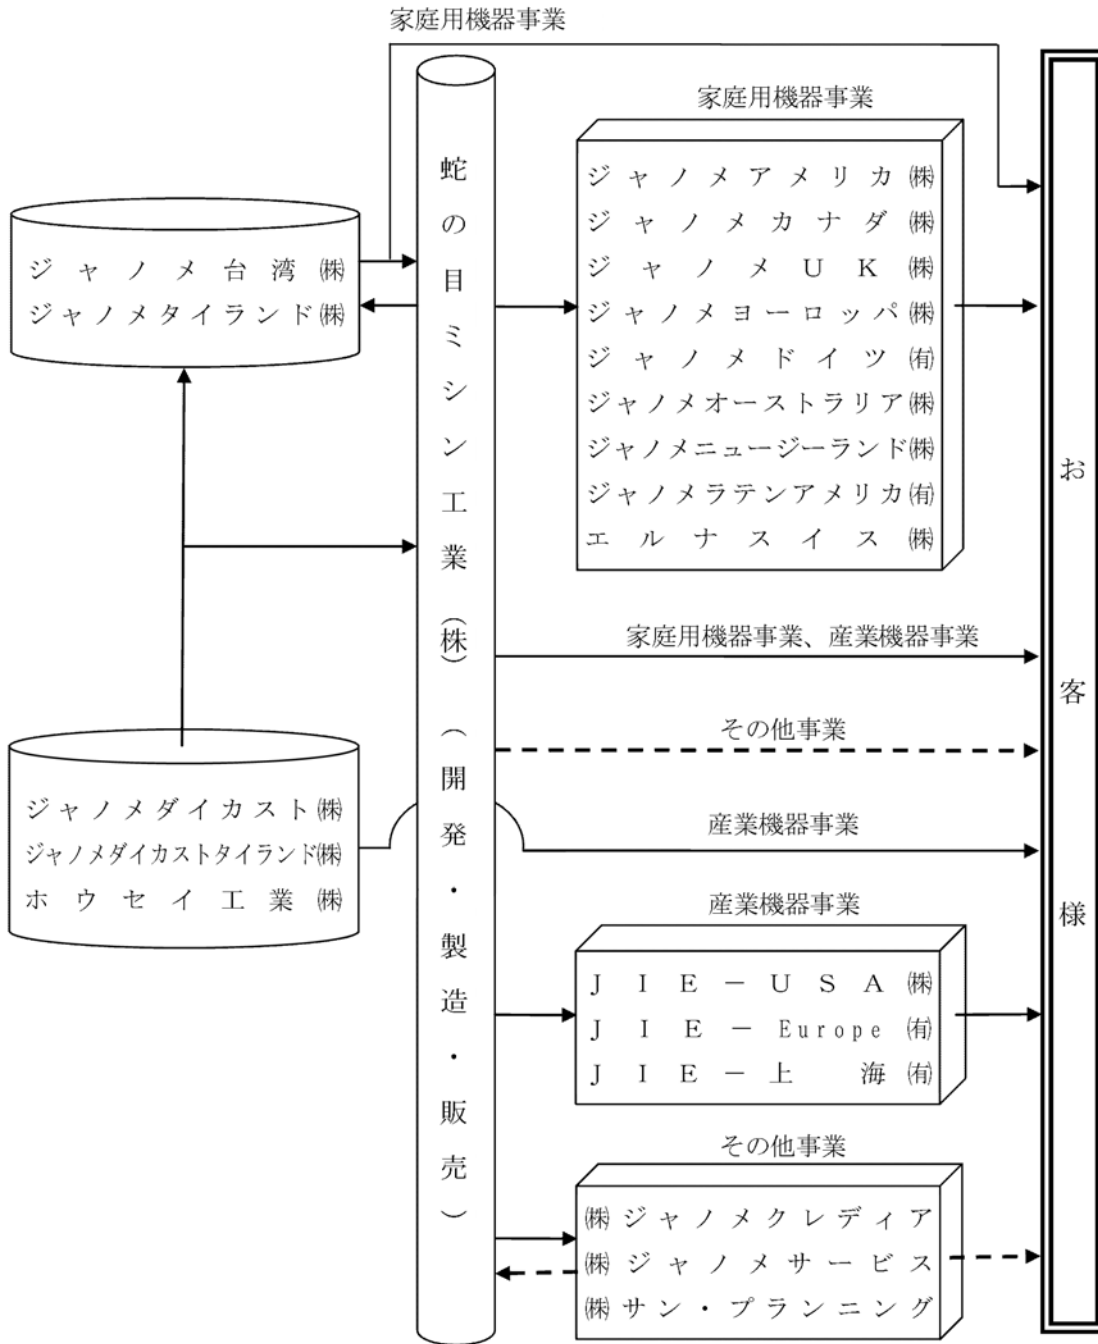 家庭用機器事業
家庭用機器事業
蛇の目ミシン工業(株)(開発・製造・販売)
ジャノメ台湾㈱
ジャノメタイランド㈱
ジャノメアメリカ㈱
ジャノメカナダ㈱
ジャノメUK㈱
ジャノメヨーロッパ㈱
ジャノメドイツ㈲
ジャノメオーストラリア㈱
ジャノメニュージーランド㈱
ジャノメラテンアメリカ㈲
エルナスイス㈱
お客様
家庭用機器事業、産業機器事業
その他事業
ジャノメダイカスト㈱
ジャノメダイカストタイランド㈱
ホウセイ工業㈱
産業機器事業
産業機器事業
JIE-USA㈱
JIE-Europe㈲
JIE-上海㈲
その他事業
㈱ジャノメクレディア
㈱ジャノメサービス
㈱サン・プランニング